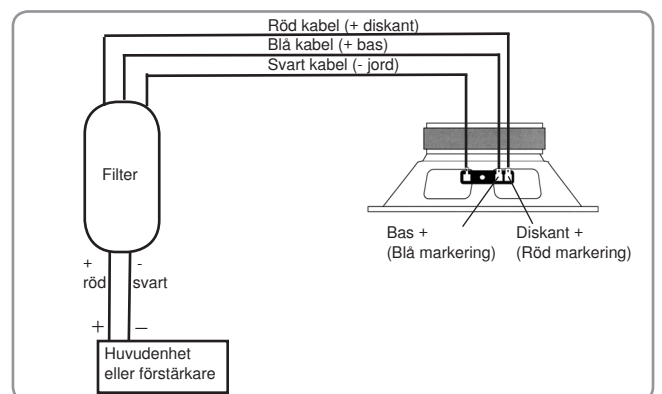 Röd kabel (+ diskant)
Blå kabel (+ bas)
Svart kabel (- jord)
Filter
Bas +
(Blå markering)
Diskant +
(Röd markering)
+ -
röd svart
+ –
Huvudenhet
eller förstärkare